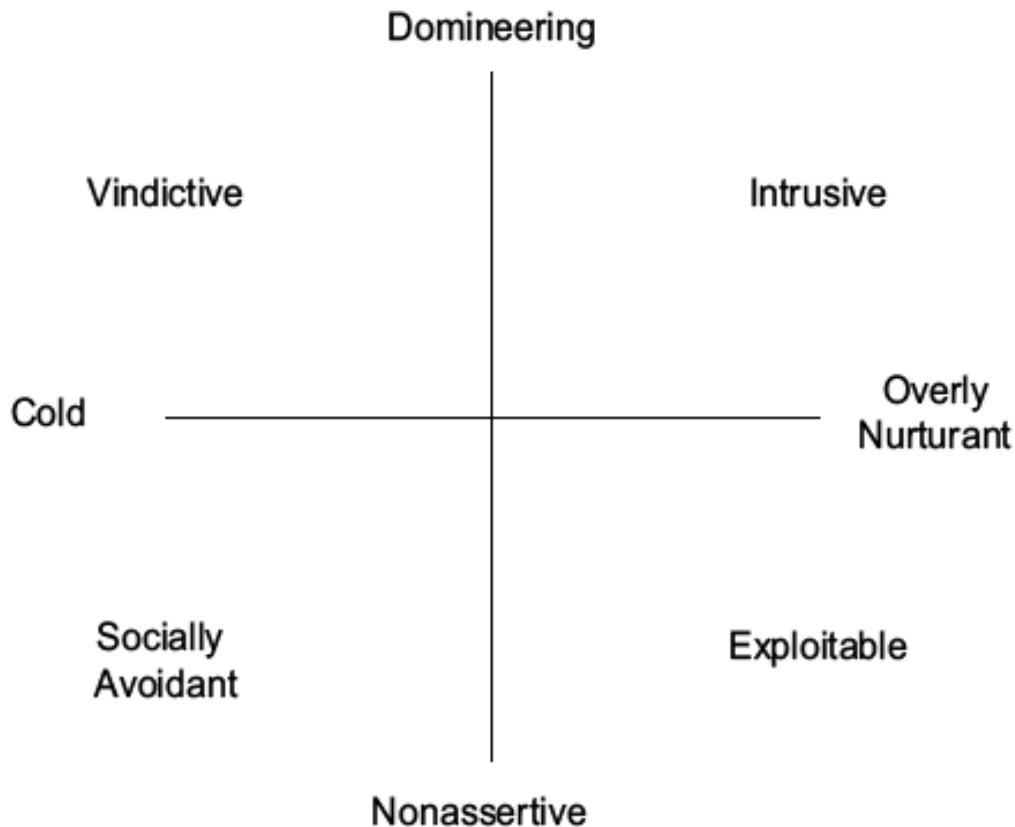 Domineering
Vindictive
Intrusive
Cold
Overly
Nurturant
Socially
Avoidant
Exploitable
Nonassertive